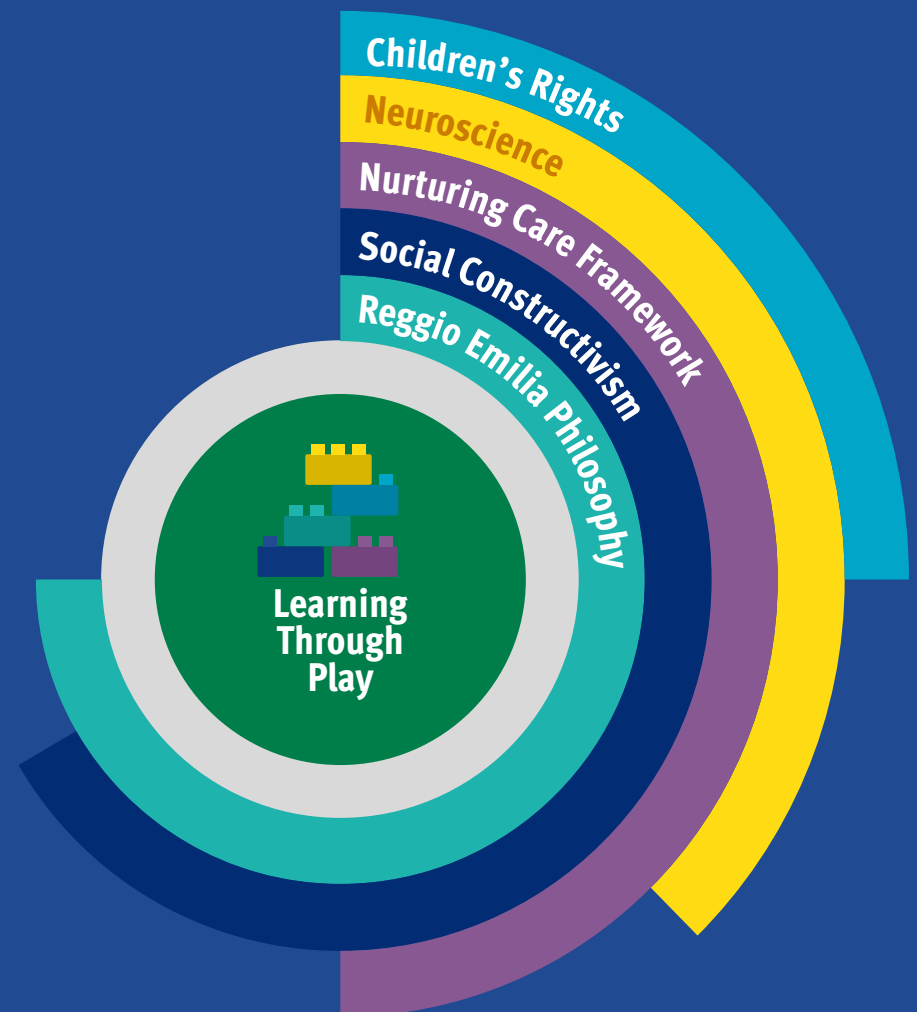 Children’s Rights
Neuroscience
Nurturing Care Framework
Social Constructivism
Reggio Emilia Philosophy
Learning
Through
Play